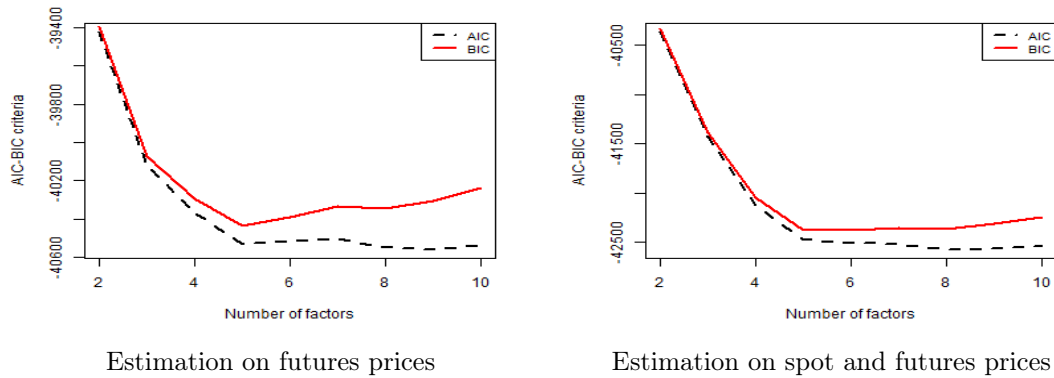 AIC-BIC criteria
-39400
-39800
-40200
-40600
AIC
BIC
2
4
6
8
10
Number of factors
Estimation on futures prices
AIC-BIC criteria
-40500
-41500
-42500
AIC
BIC
2
4
6
8
10
Number of factors
Estimation on spot and futures prices